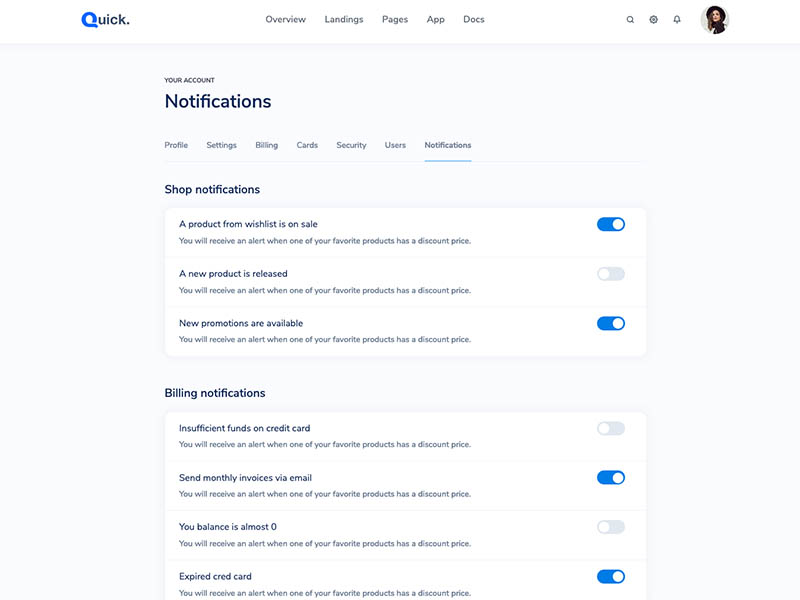 Quick.
Overview Landings Pages App Docs
YOUR ACCOUNT
Notifications
Profile Settings Billing Cards Security Users Notifications
Shop notifications
A product from wishlist is on sale
You will receive an alert when one of your favorite products has a discount price.
A new product is released
You will receive an alert when one of your favorite products has a discount price.
New promotions are available
You will receive an alert when one of your favorite products has a discount price.
Billing notifications
Insufficient funds on credit card
You will receive an alert when one of your favorite products has a discount price.
Send monthly invoices via email
You will receive an alert when one of your favorite products has a discount price.
You balance is almost 0
You will receive an alert when one of your favorite products has a discount price.
Expired cred card
You will receive an alert when one of your favorite products has a discount price.